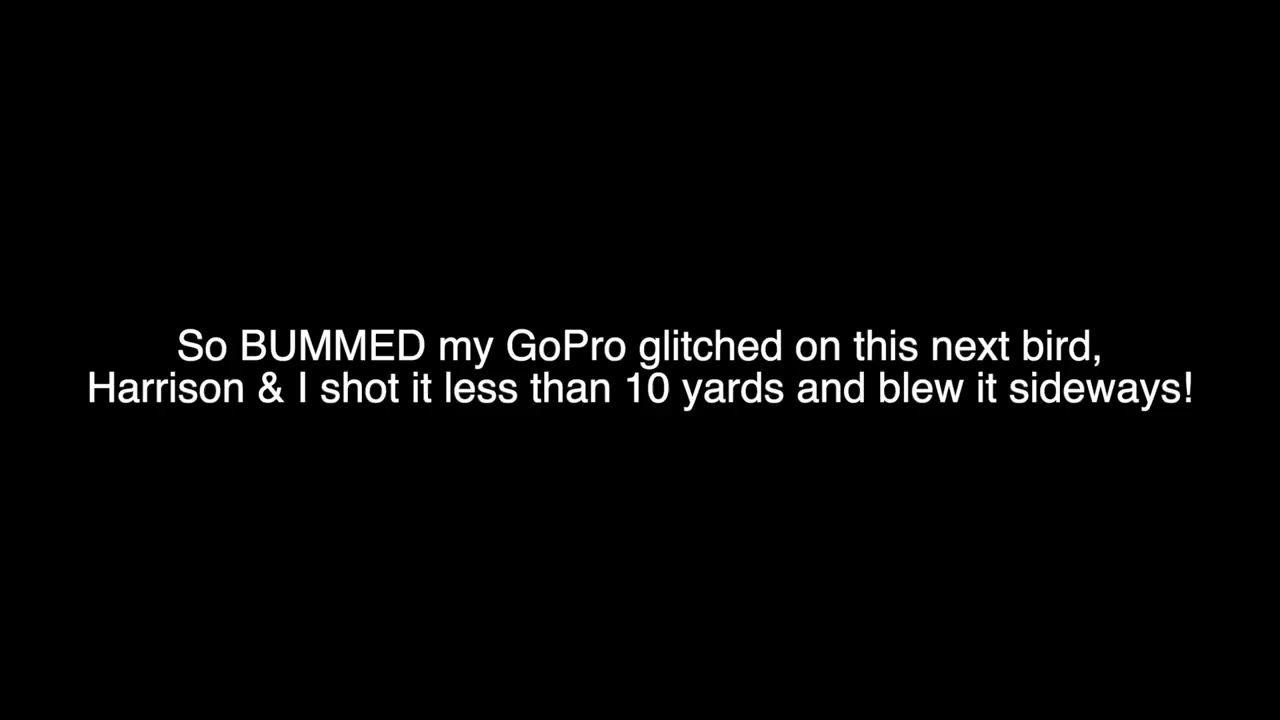 So BUMMED my GoPro glitched on this next bird,
Harrison & I shot it less than 10 yards and blew it sideways!